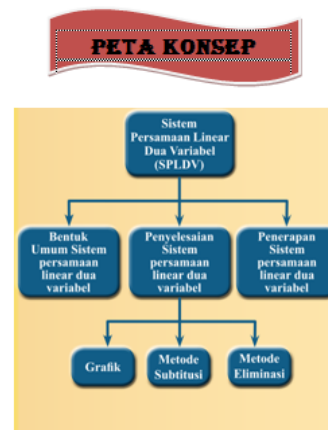 PETA KONSEP
Sistem
Persamaan Linear
Dua Variabel
(SPLDV)
Bentuk
Umum Sistem
persamaan
linear dua
variabel
Penyelesaian
Sistem
persamaan
linear dua
variabel
Penerapan
Sistem
persamaan
linear dua
variabel
Grafik
Metode
Subtitusi
Metode
Eliminasi